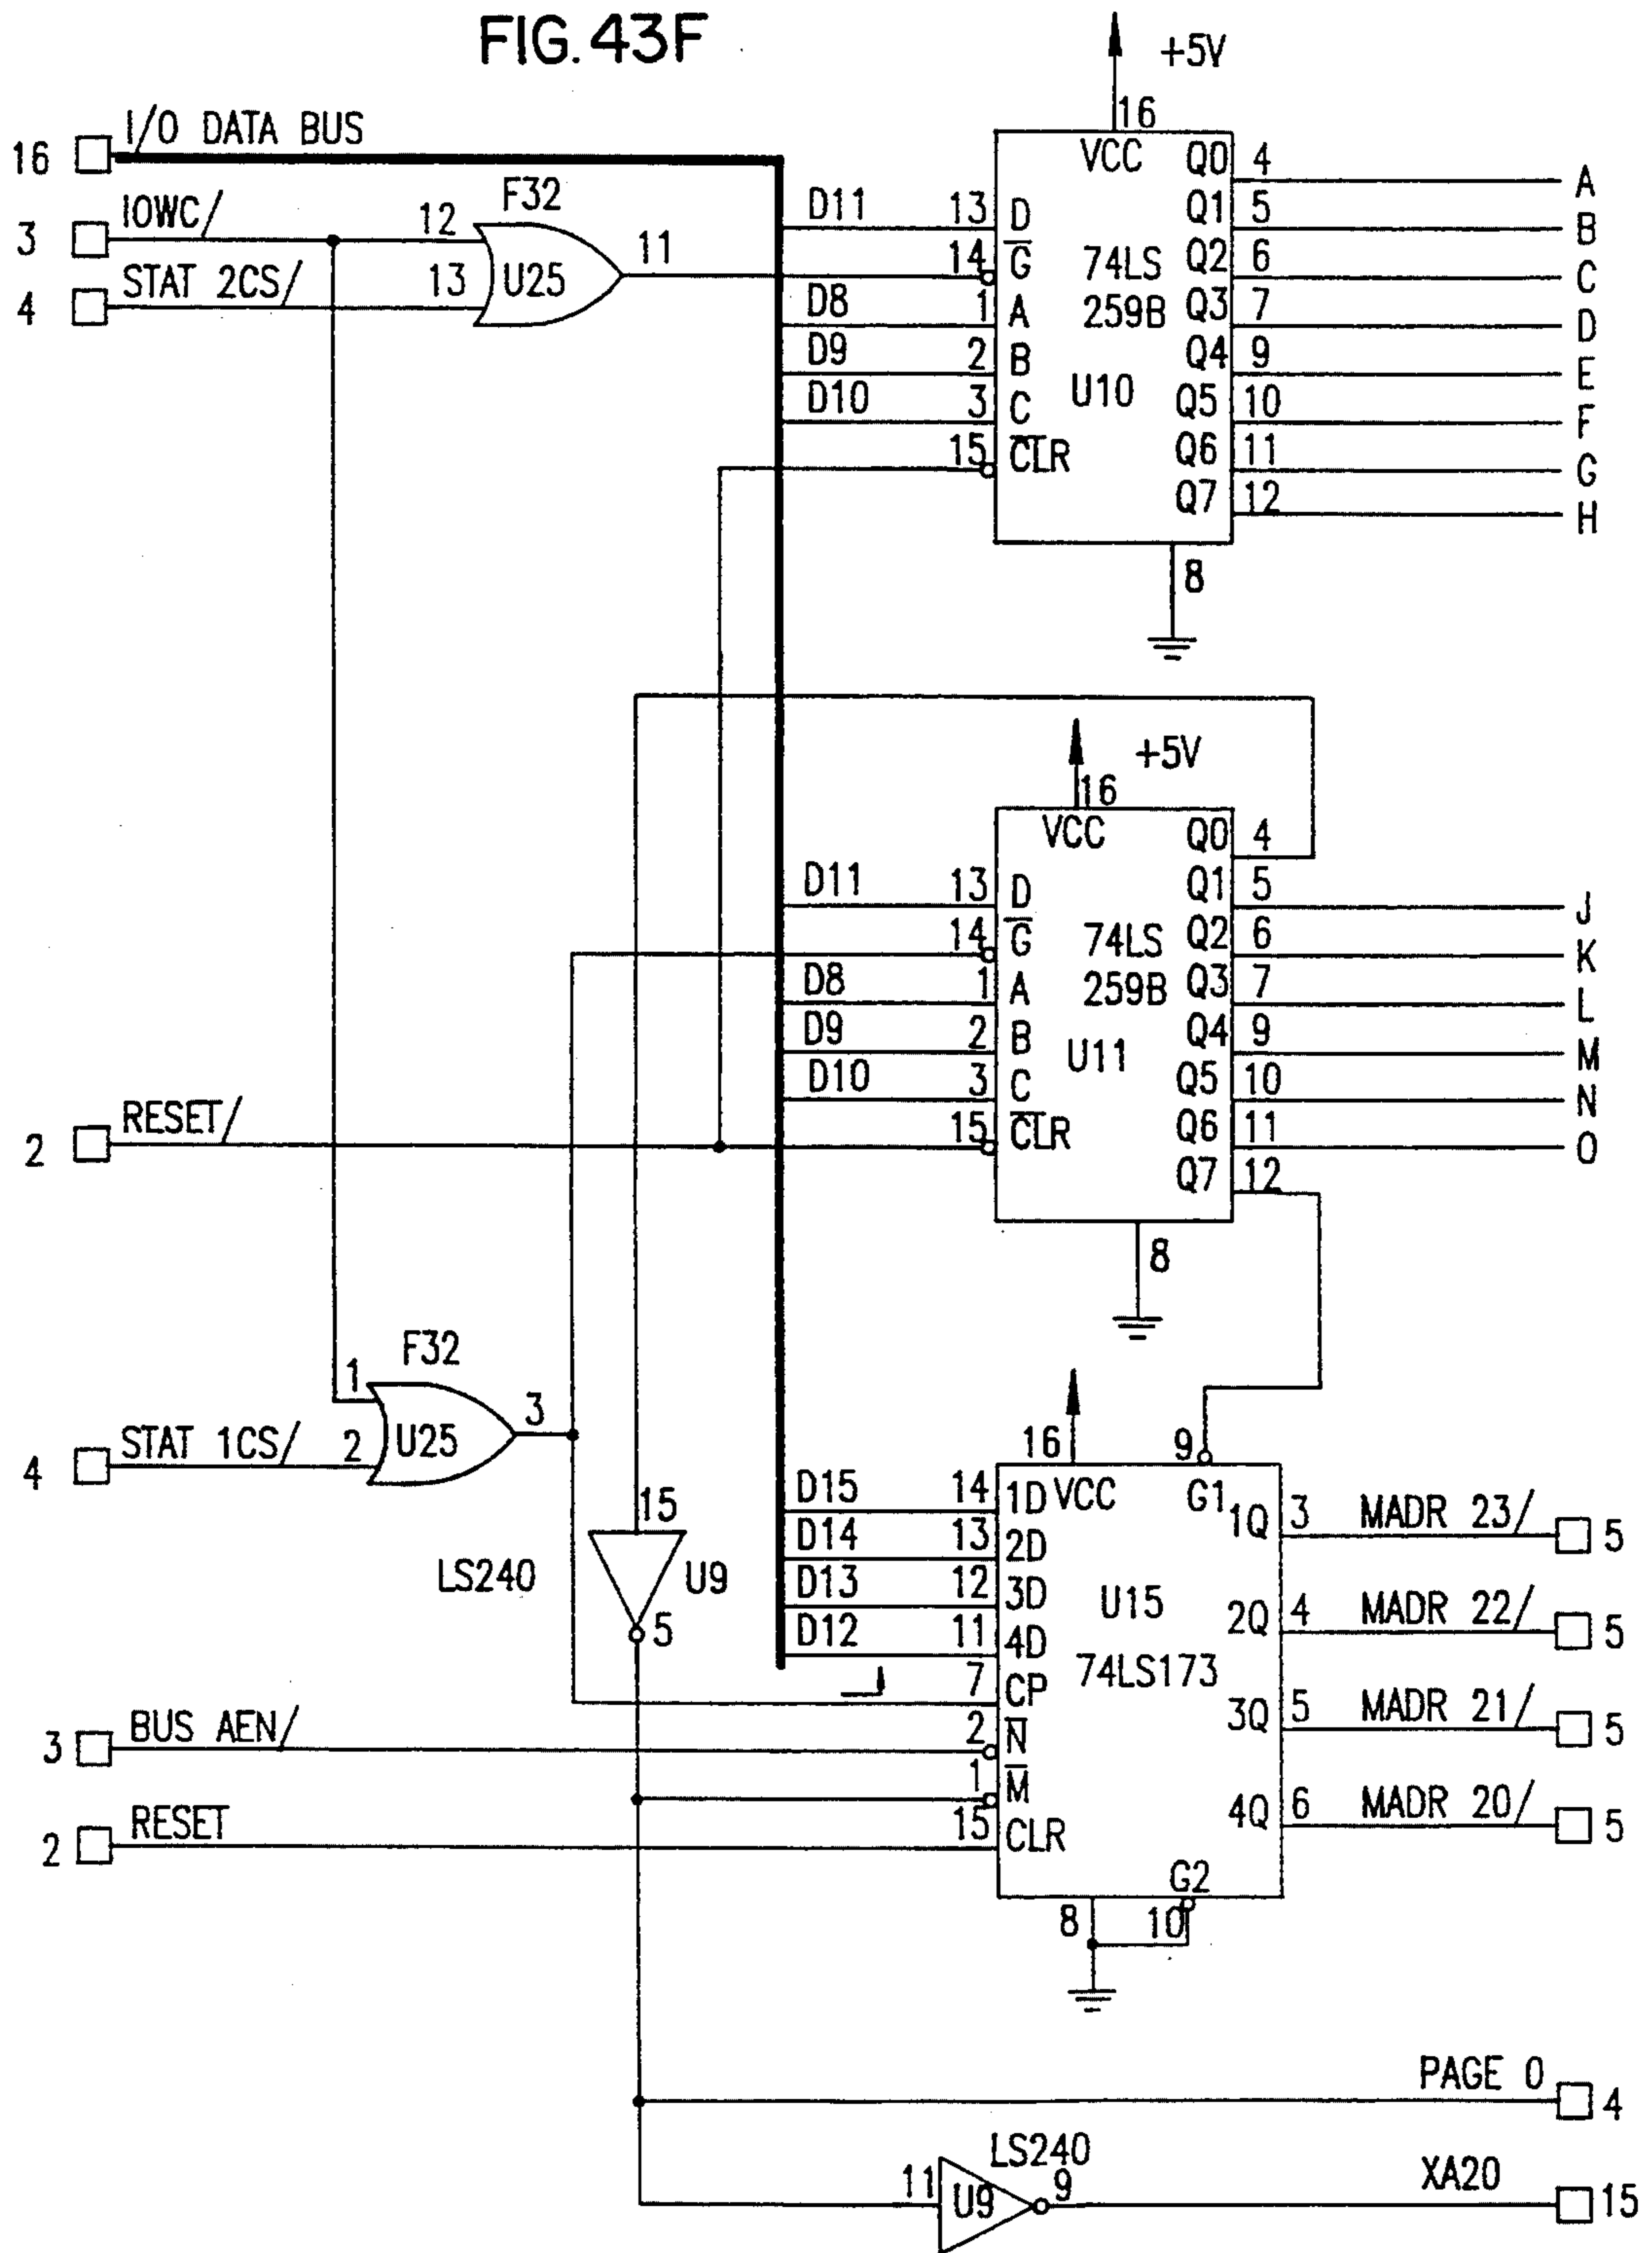 FIG. 43F
+5V
16
16 I/O DATA BUS
VCC Q0 4 A
3 IOWC/ 12 F32 D11 13 D Q1 5 B
4 STAT 2CS/ 13 U25 11 14 G 74LS Q2 6 C
D8 1 A 259B Q3 7 D
D9 2 B U10 Q4 9 E
D10 3 C Q5 10 F
15 CLR Q6 11 G
Q7 12 H
8
+5V
16
VCC Q0 4
D11 13 D Q1 5 J
14 G 74LS Q2 6 K
D8 1 A 259B Q3 7 L
D9 2 B U11 Q4 9 M
D10 3 C Q5 10 N
2 RESET/ 15 CLR Q6 11 O
Q7 12
8
F32
1
4 STAT 1CS/ 2 U25 3
16 9
15 D15 14 1D VCC G1 1Q 3 MADR 23/ 5
D14 13 2D
LS240 U9 D13 12 3D U15 2Q 4 MADR 22/ 5
5 D12 11 4D 74LS173
7 CP 3Q 5 MADR 21/ 5
3 BUS AEN/ 2 N
1 M 4Q 6 MADR 20/ 5
2 RESET 15 CLR
G2
8 10
PAGE 0 4
LS240
11 U9 9 XA20 15